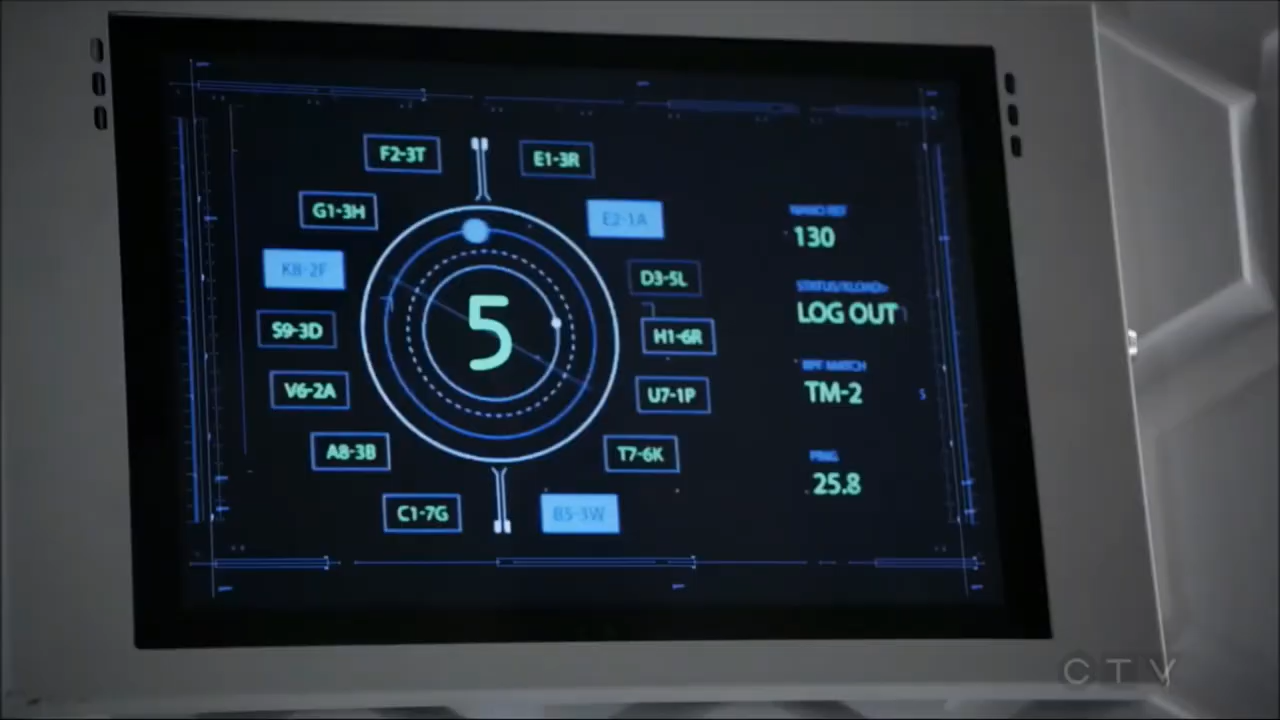 F2-3T
E1-3R
G1-3H
E2-1A
K8-2F
D3-5L
S9-3D
H1-6R
V6-2A
U7-1P
A8-3B
T7-6K
C1-7G
B5-3W
5
130
LOG OUT
TM-2
PING
25.8
CTV